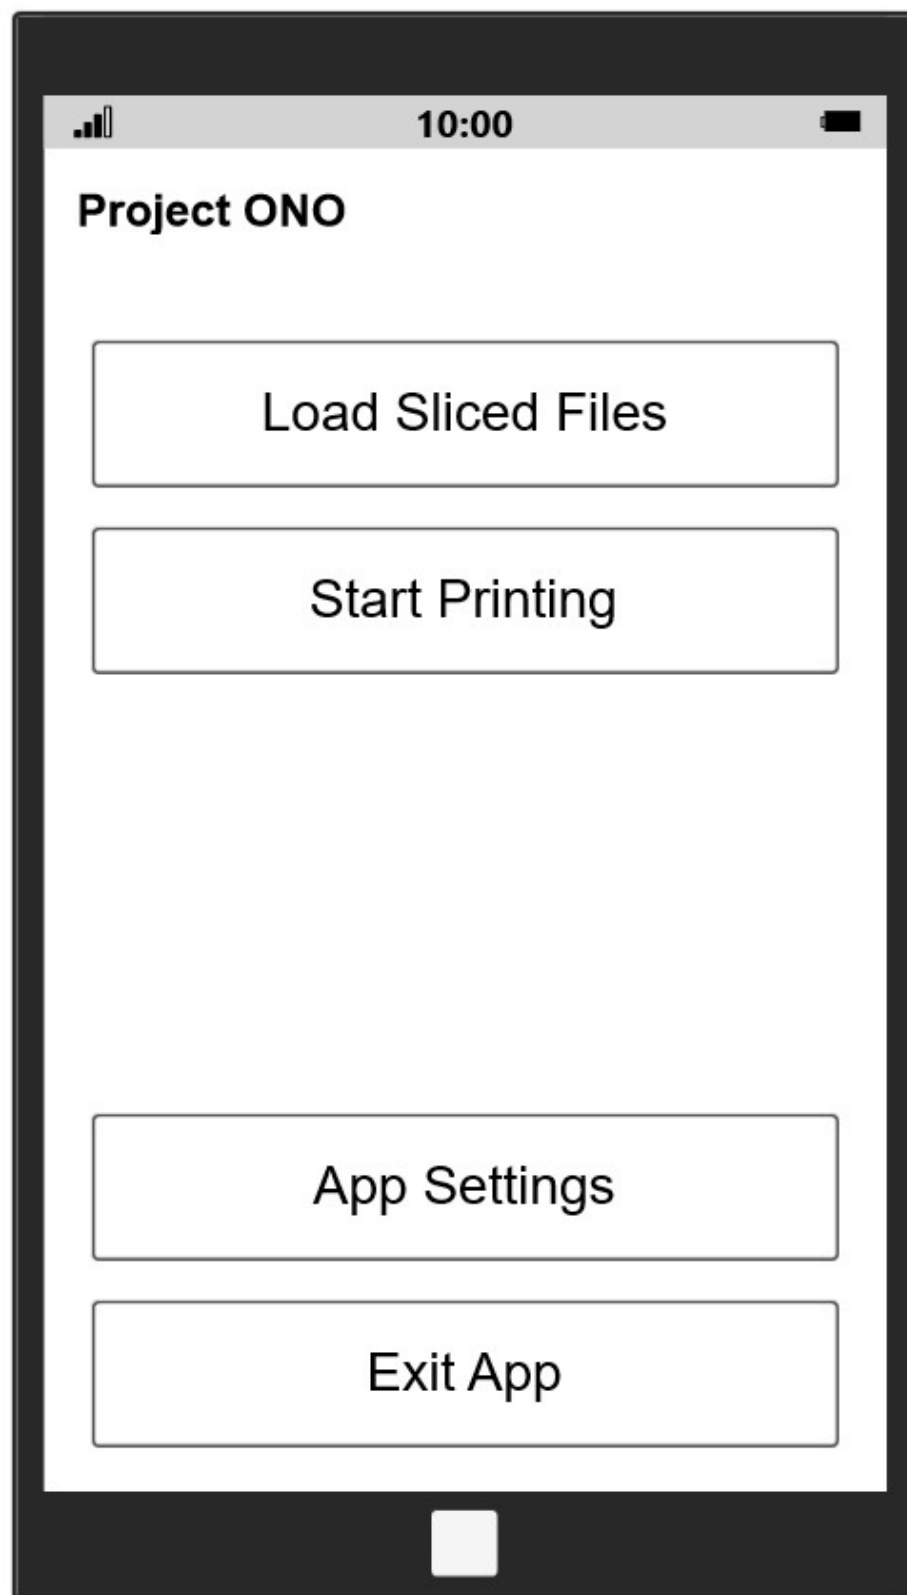 10:00
Project ONO
Load Sliced Files
Start Printing
App Settings
Exit App